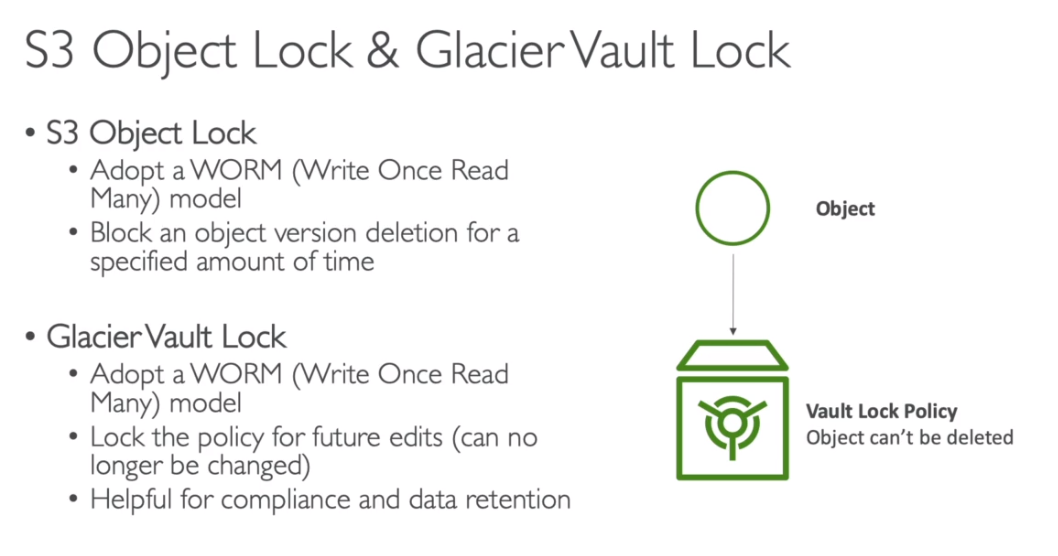 S3 Object Lock & Glacier Vault Lock
• S3 Object Lock
• Adopt a WORM (Write Once Read
Many) model
• Block an object version deletion for a
specified amount of time
• Glacier Vault Lock
• Adopt a WORM (Write Once Read
Many) model
• Lock the policy for future edits (can no
longer be changed)
• Helpful for compliance and data retention
Object
Vault Lock Policy
Object can't be deleted